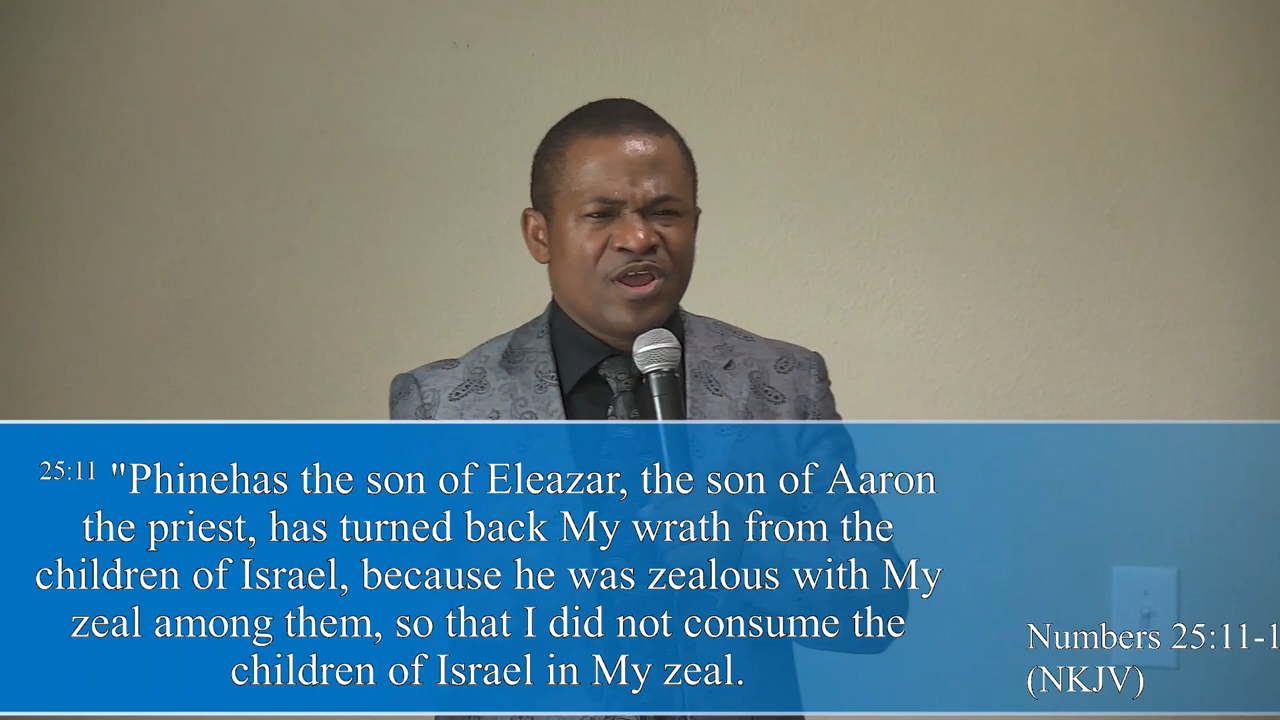 25:11 "Phinehas the son of Eleazar, the son of Aaron
the priest, has turned back My wrath from the
children of Israel, because he was zealous with My
zeal among them, so that I did not consume the
children of Israel in My zeal.
Numbers 25:11-1
(NKJV)